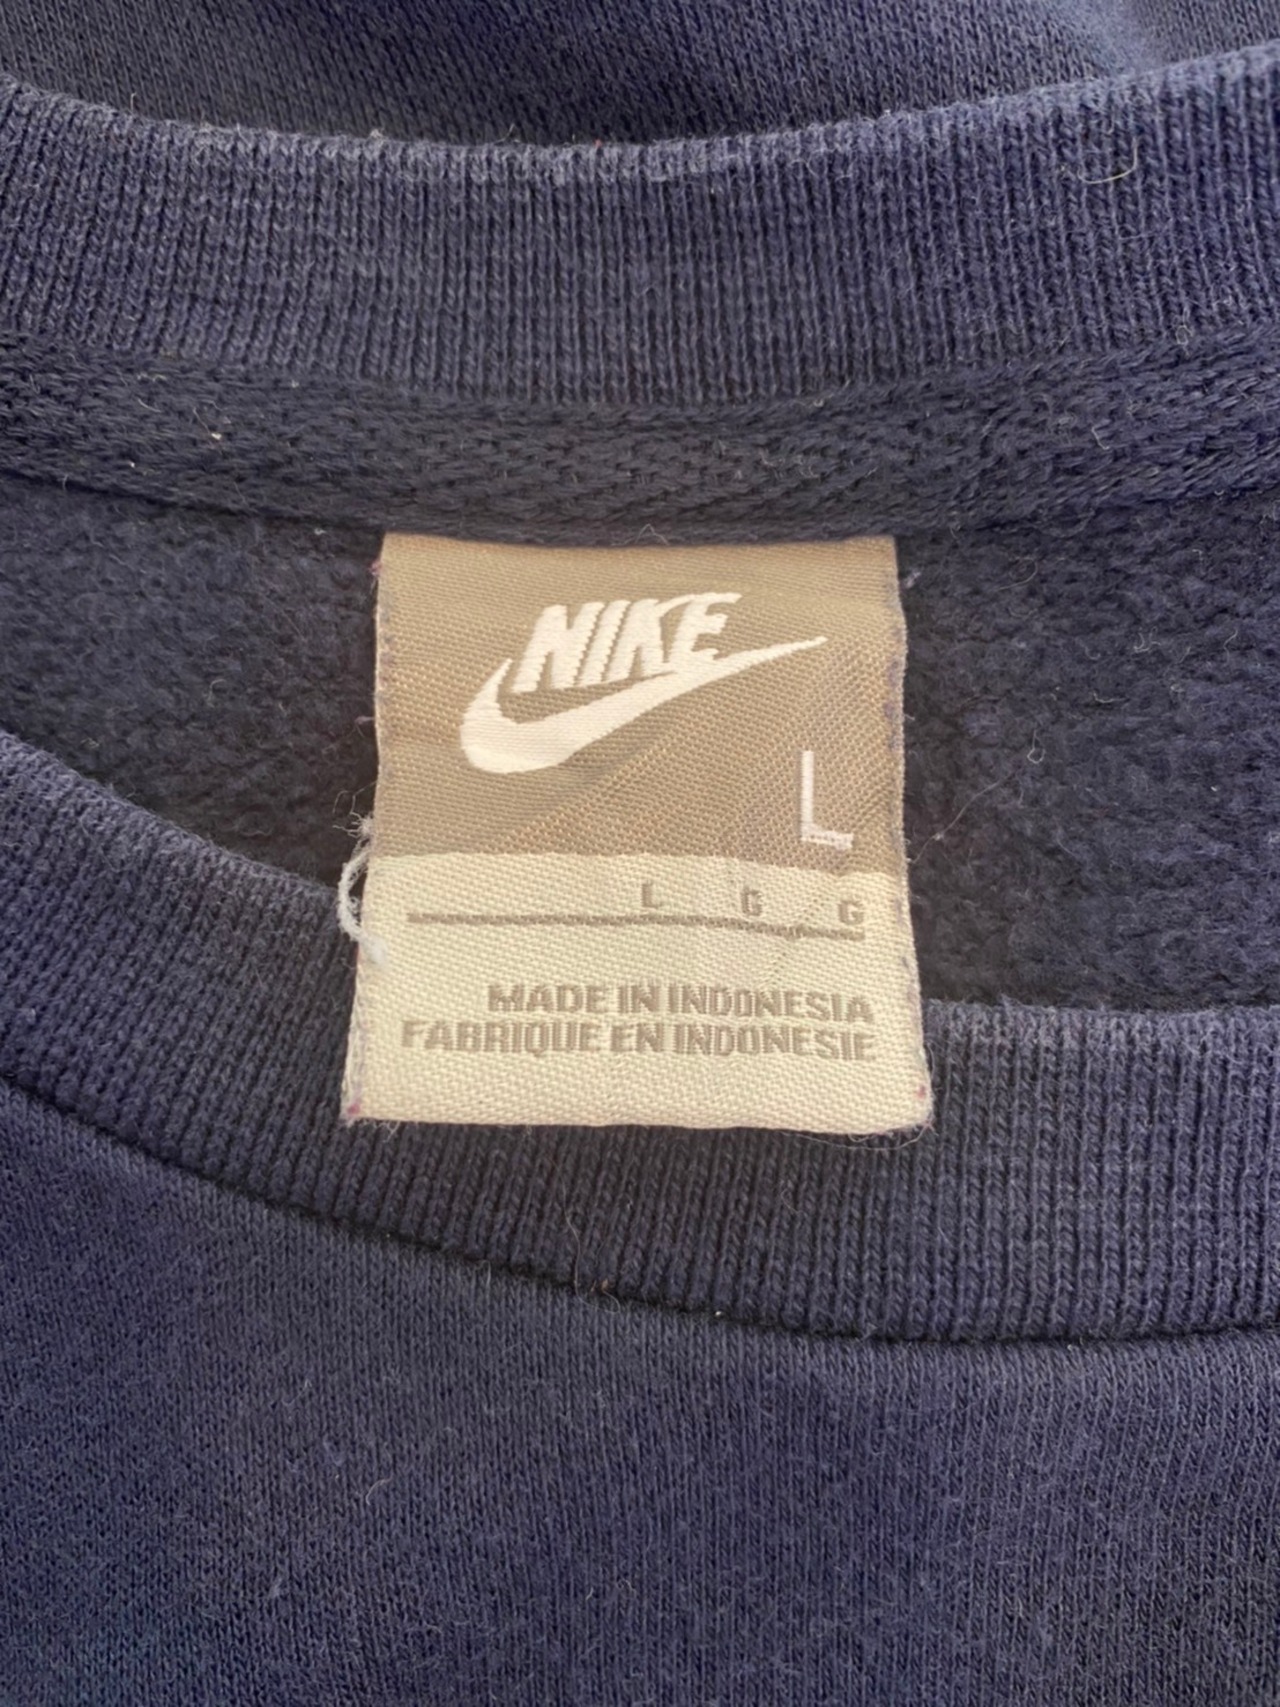 NIKE
L
L G G
MADE IN INDONESIA
FABRIQUE EN INDONESIE